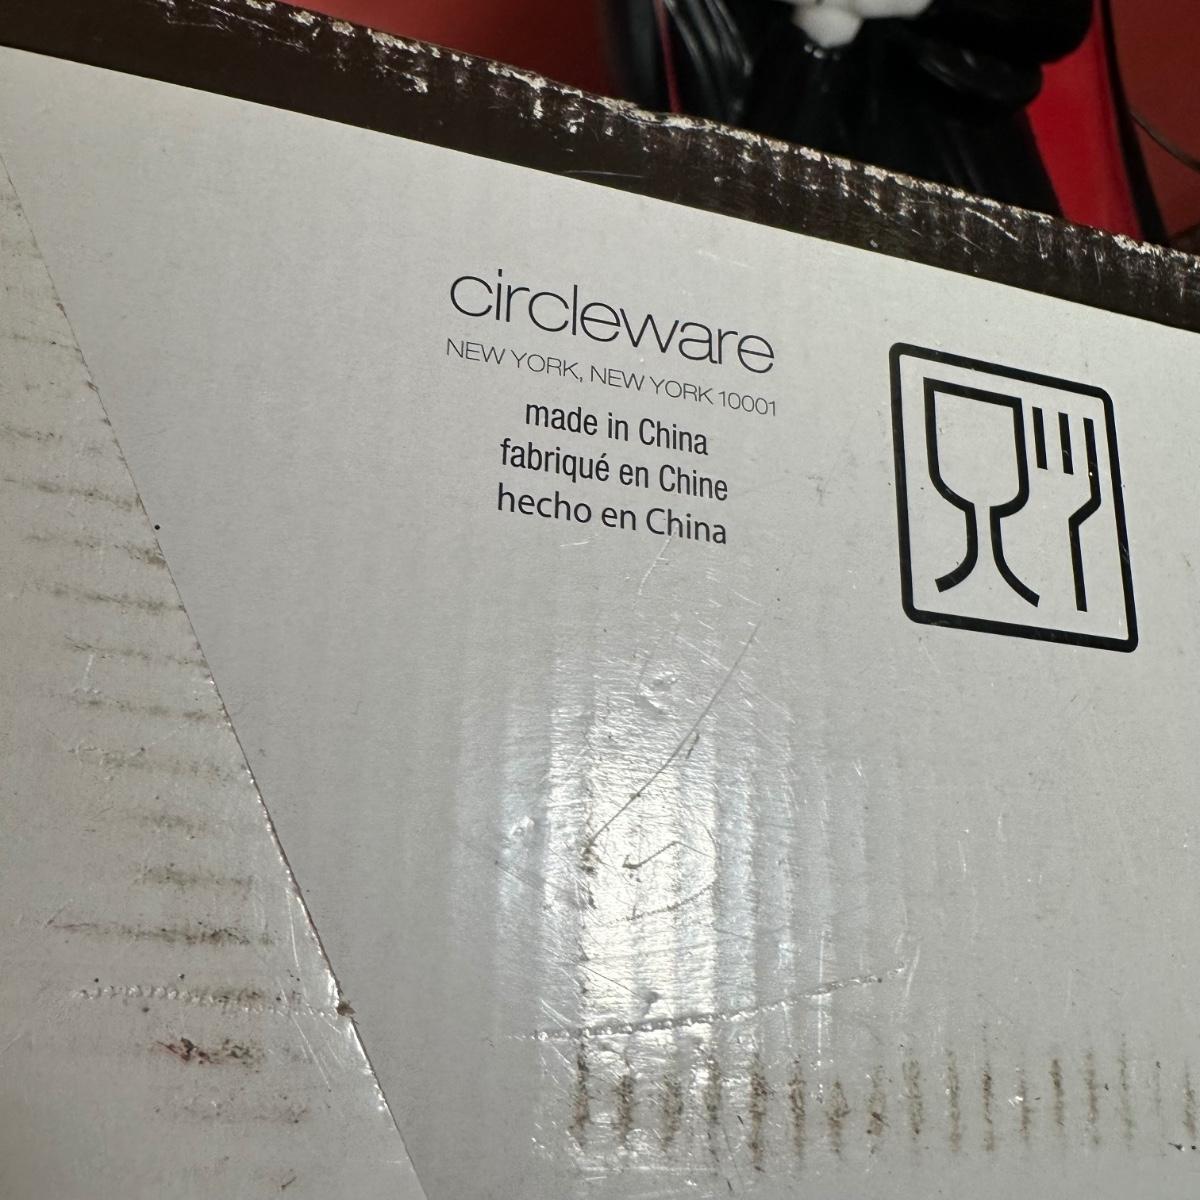 circleware
NEW YORK, NEW YORK 10001
made in China
fabriqué en Chine
hecho en China